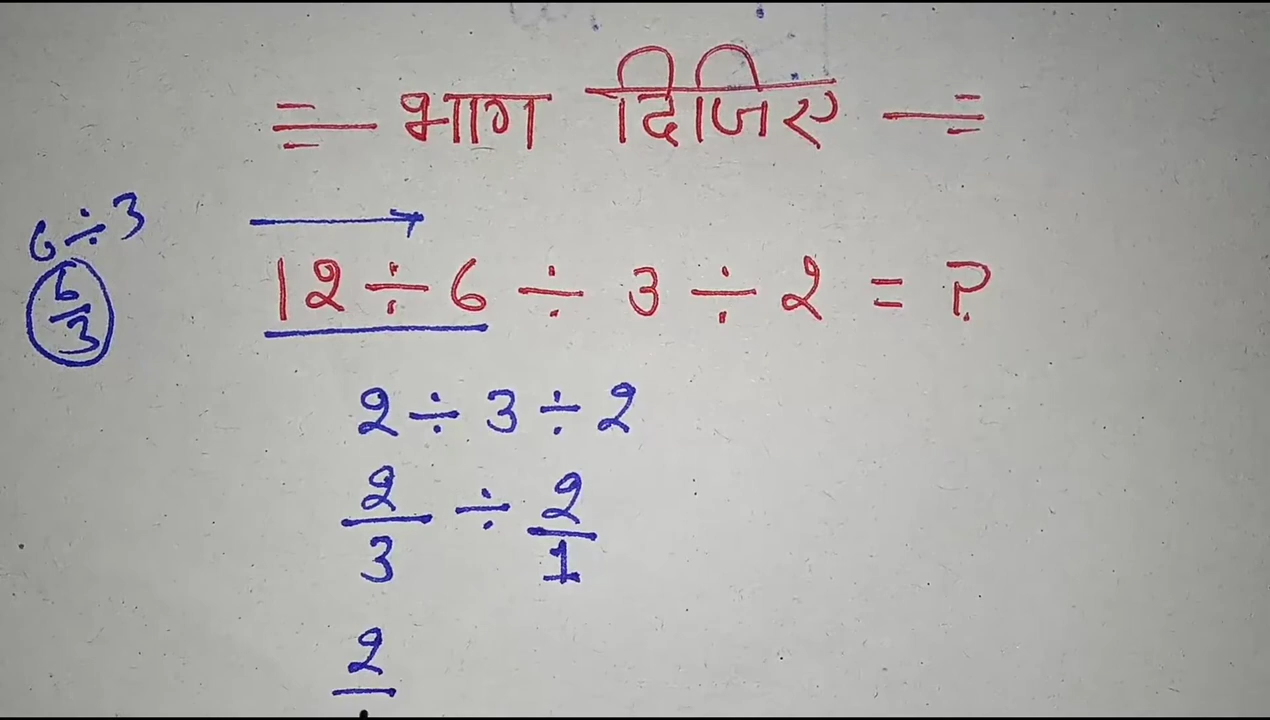 = भाग दिजिए =
6÷3
12 ÷ 6 ÷ 3 ÷ 2 = ?
6/3
2 ÷ 3 ÷ 2
2/3 ÷ 2/1
2